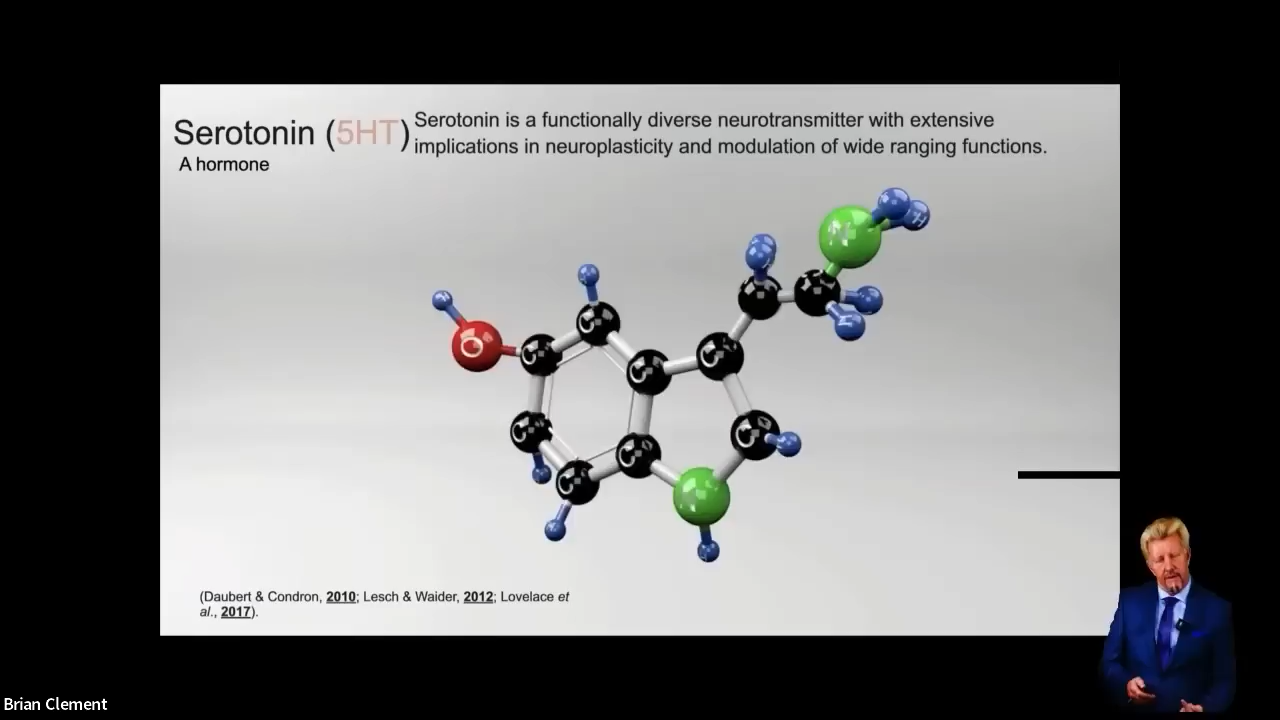 Serotonin (5HT)
A hormone
Serotonin is a functionally diverse neurotransmitter with extensive
implications in neuroplasticity and modulation of wide ranging functions.
O
C
C
C
C
C
C
C
C
N
H
(Daubert & Condron, 2010; Lesch & Waider, 2012; Lovelace et
al., 2017).
Brian Clement